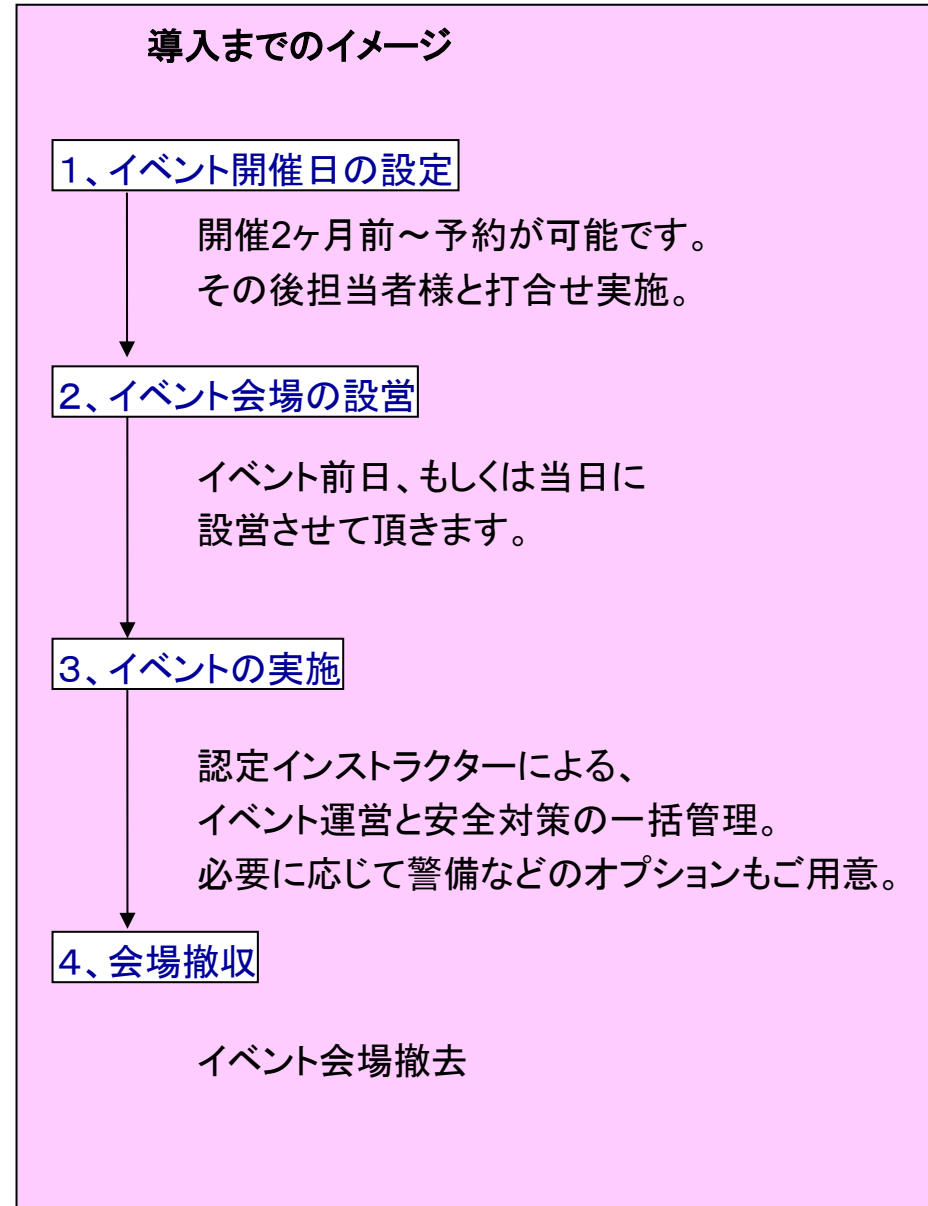 導入までのイメージ
１、イベント開催日の設定
開催2ヶ月前～予約が可能です。
その後担当者様と打合せ実施。
２、イベント会場の設営
イベント前日、もしくは当日に
設営させて頂きます。
３、イベントの実施
認定インストラクターによる、
イベント運営と安全対策の一括管理。
必要に応じて警備などのオプションもご用意。
４、会場撤収
イベント会場撤去